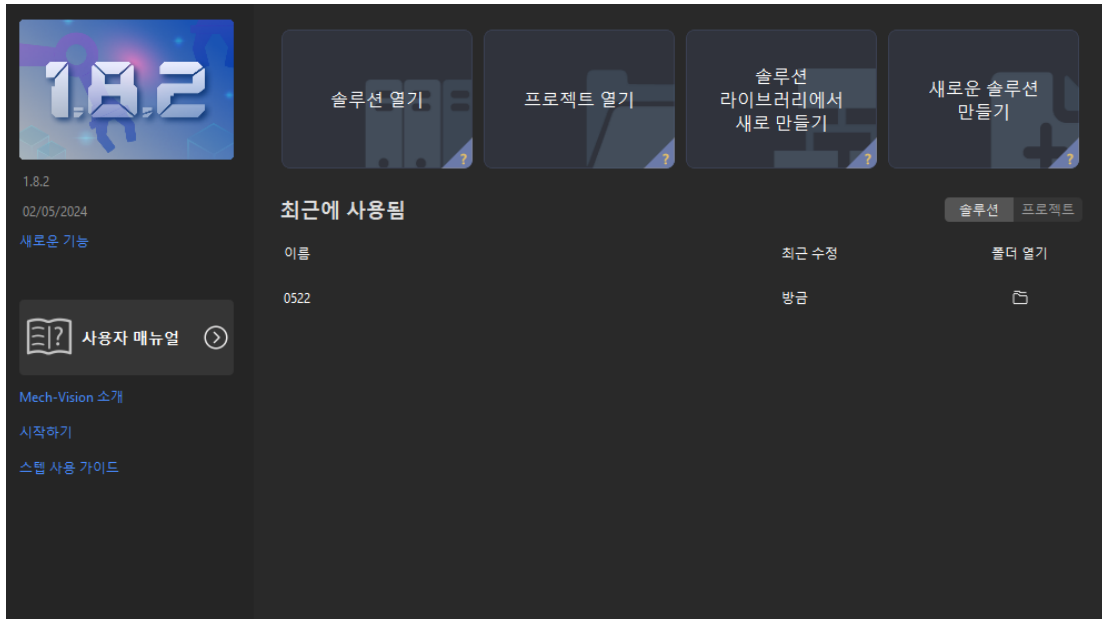 1.8.2
1.8.2
02/05/2024
새로운 기능
사용자 매뉴얼
Mech-Vision 소개
시작하기
스텝 사용 가이드
솔루션 열기
?
프로젝트 열기
?
솔루션
라이브러리에서
새로 만들기
?
새로운 솔루션
만들기
?
최근에 사용됨
솔루션 프로젝트
이름 최근 수정 폴더 열기
0522 방금